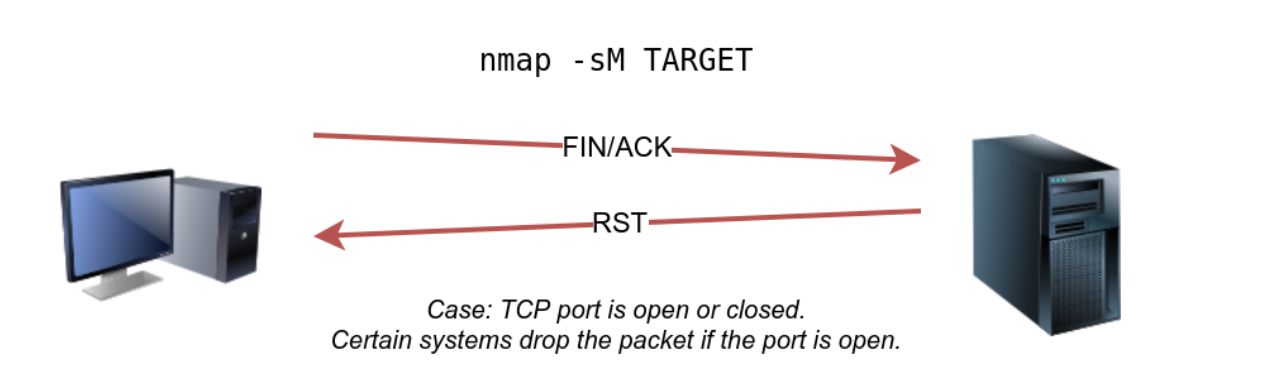 nmap -sM TARGET
FIN/ACK
RST
Case: TCP port is open or closed.
Certain systems drop the packet if the port is open.